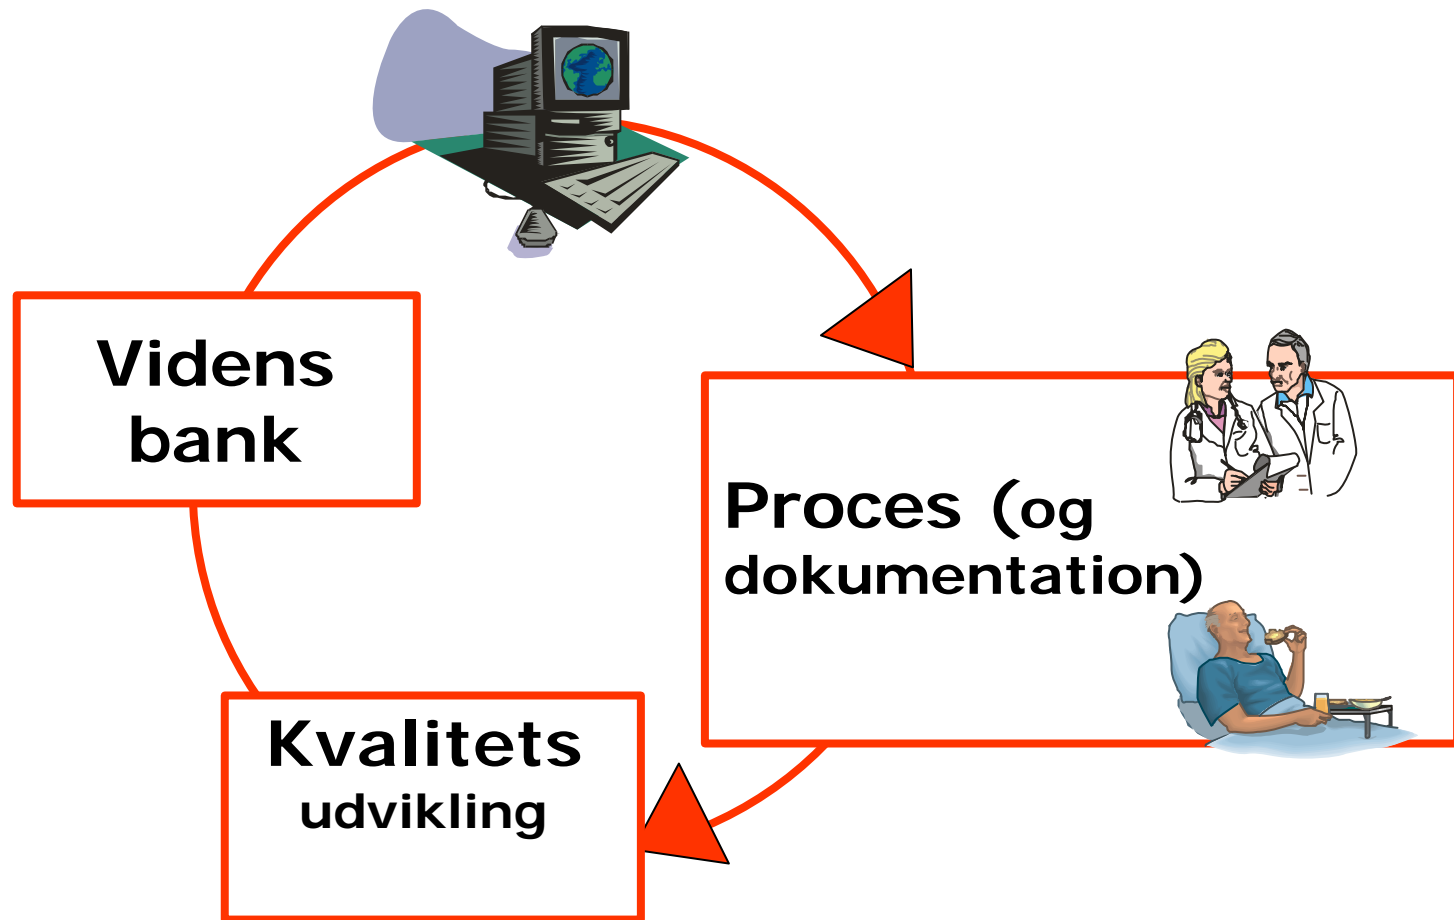 Videns
bank
Proces (og
dokumentation)
Kvalitets
udvikling